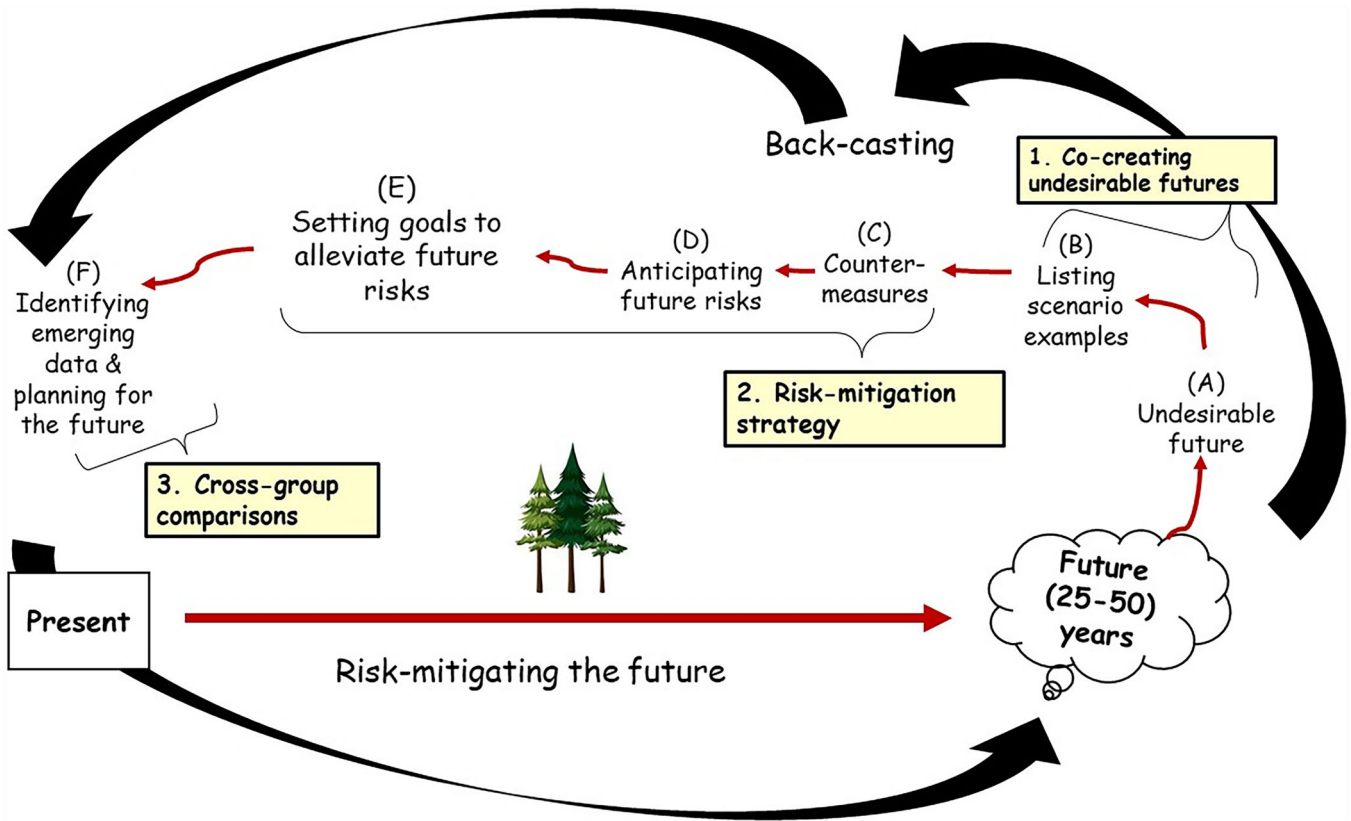 Back-casting
1. Co-creating
undesirable futures
(E)
Setting goals to
alleviate future
risks
(D)
Anticipating
future risks
(C)
Counter-
measures
(B)
Listing
scenario
examples
(F)
Identifying
emerging
data &
planning for
the future
(A)
Undesirable
future
2. Risk-mitigation
strategy
3. Cross-group
comparisons
Present
Future
(25-50)
years
Risk-mitigating the future